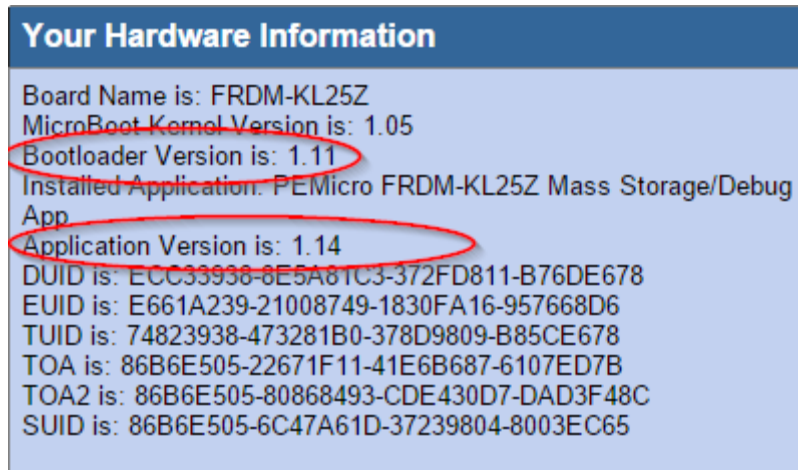 Your Hardware Information
Board Name is: FRDM-KL25Z
MicroBoot Kernel Version is: 1.05
Bootloader Version is: 1.11
Installed Application: PEMicro FRDM-KL25Z Mass Storage/Debug
App
Application Version is: 1.14
DUID is: ECC33938-8E5A81C3-372FD811-B76DE678
EUID is: E661A239-21008749-1830FA16-957668D6
TUID is: 74823938-473281B0-378D9809-B85CE678
TOA is: 86B6E505-22671F11-41E6B687-6107ED7B
TOA2 is: 86B6E505-80868493-CDE430D7-DAD3F48C
SUID is: 86B6E505-6C47A61D-37239804-8003EC65